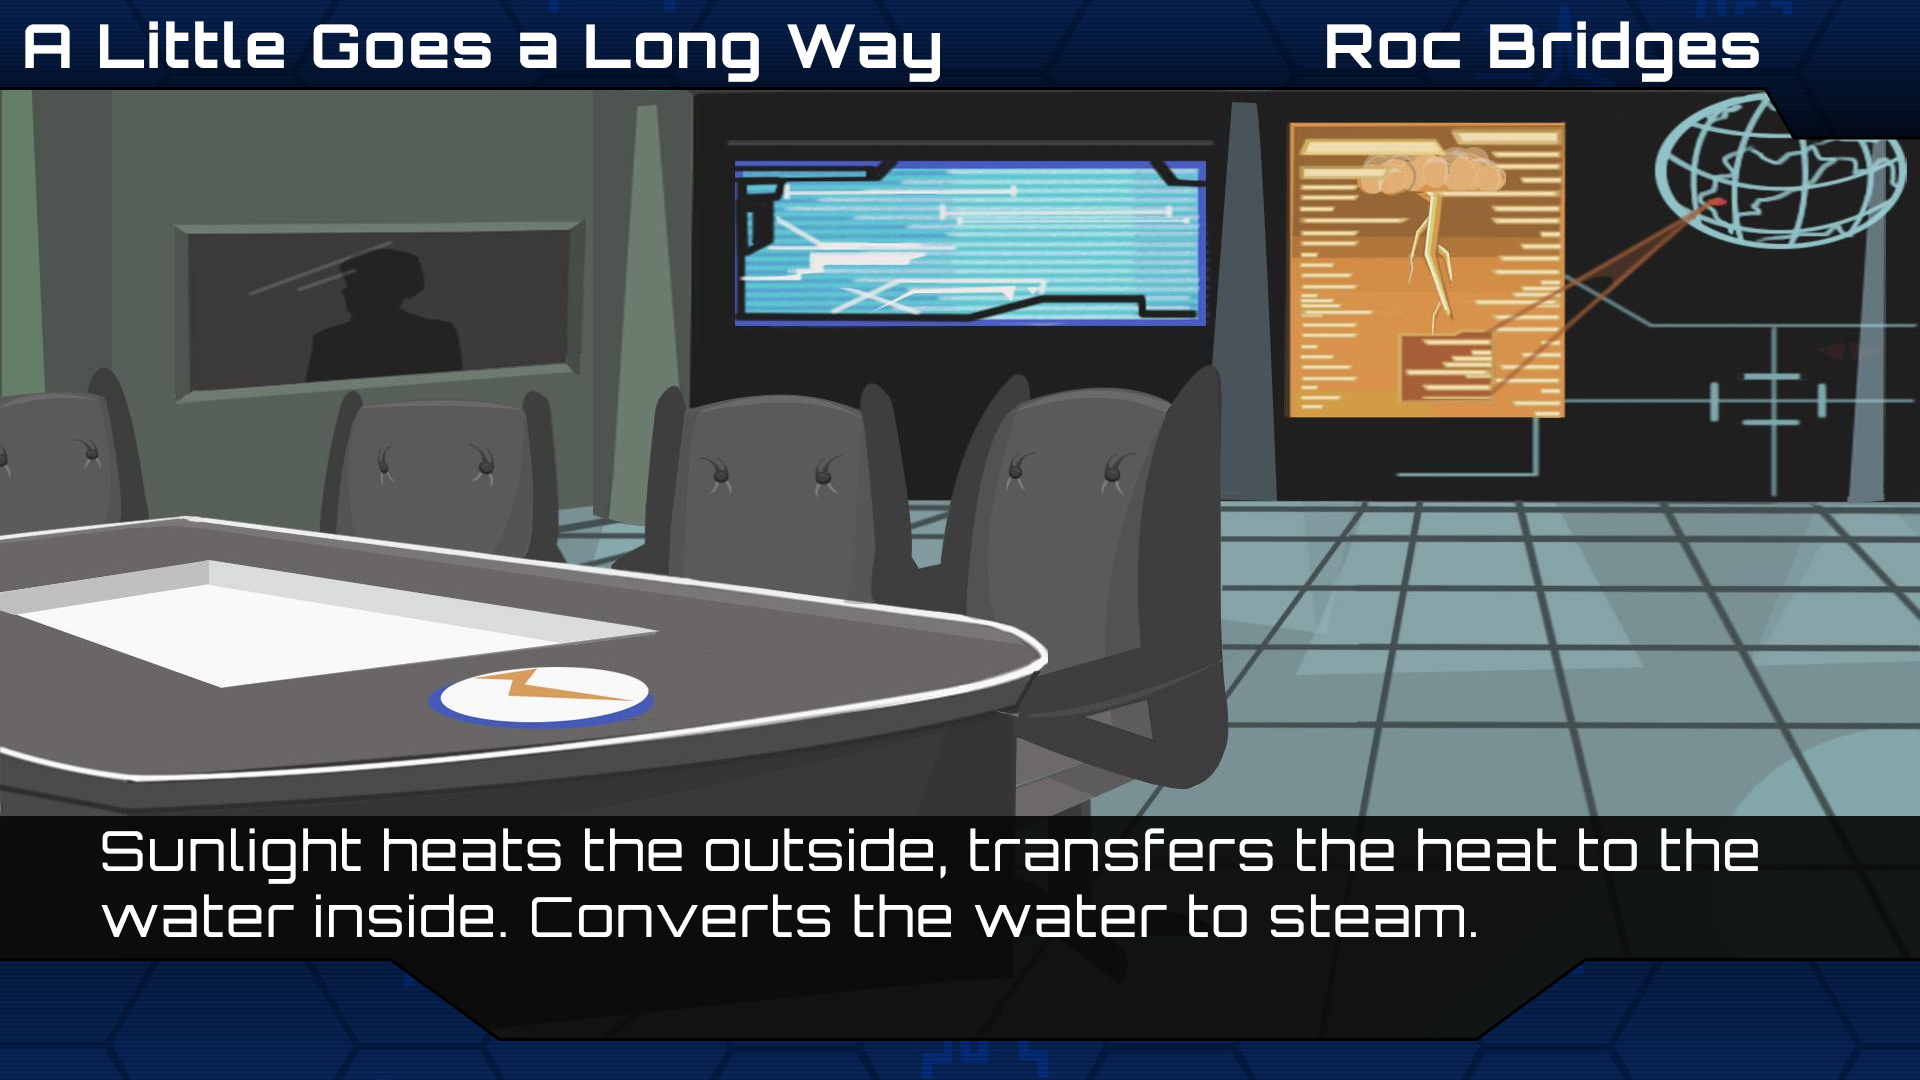 A Little Goes a Long Way
Roc Bridges
Sunlight heats the outside, transfers the heat to the
water inside. Converts the water to steam.